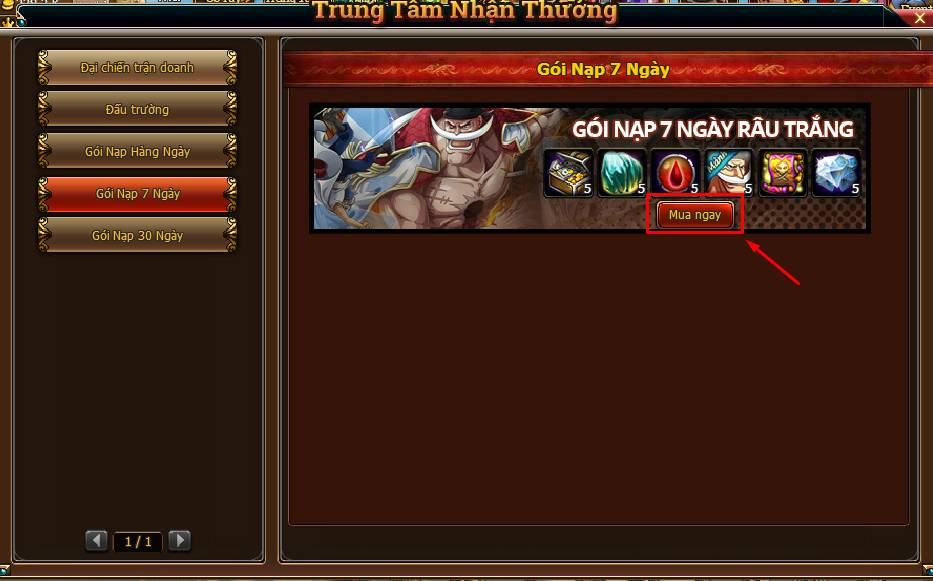 Trung Tâm Nhận Thưởng
Đại chiến trận doanh
Đấu trường
Gói Nạp Hàng Ngày
Gói Nạp 7 Ngày
Gói Nạp 30 Ngày
1 / 1
Gói Nạp 7 Ngày
GÓI NẠP 7 NGÀY RÂU TRẮNG
5 5 5 5 5
Mua ngay